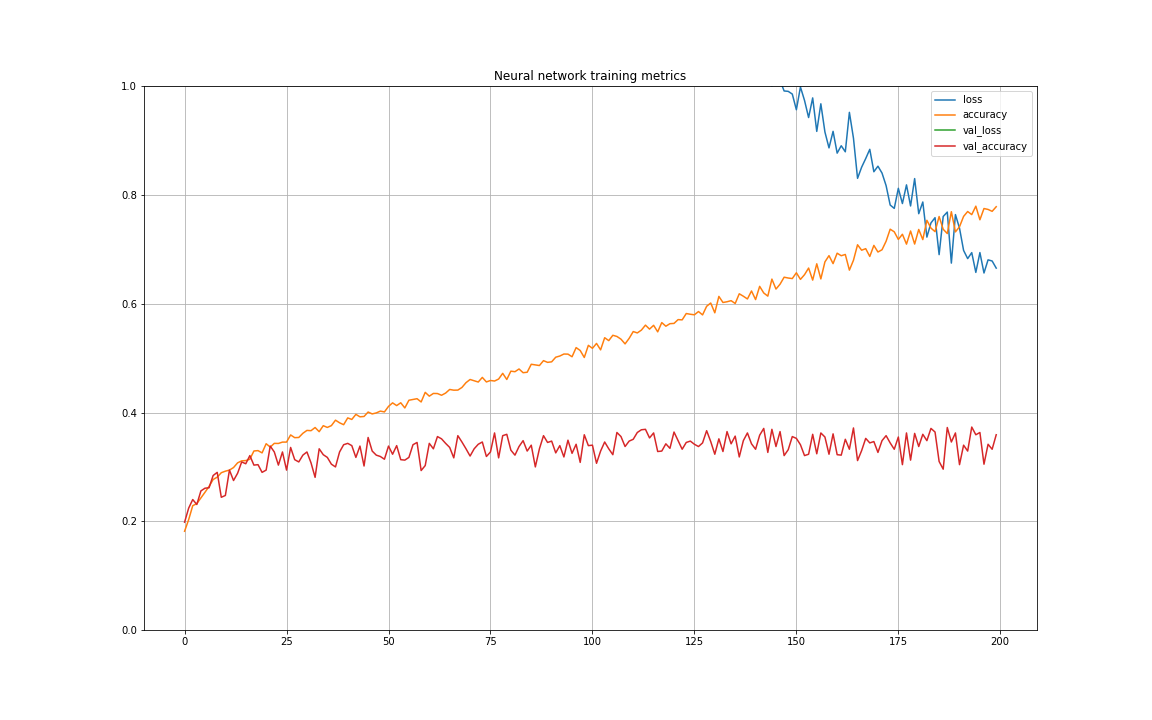 Neural network training metrics
1.0
0.8
0.6
0.4
0.2
0.0
0 25 50 75 100 125 150 175 200
loss
accuracy
val_loss
val_accuracy